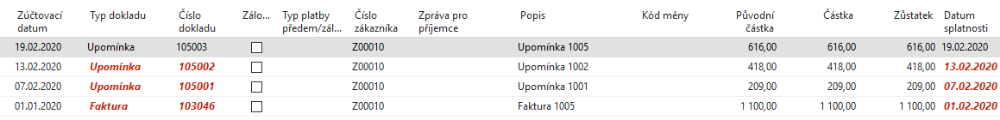 Zúčtovací datum Typ dokladu Číslo dokladu Zálo... Typ platby předem/zál... Číslo zákazníka Zpráva pro příjemce Popis Kód měny Původní částka Částka Zůstatek Datum splatnosti
19.02.2020 Upomínka 105003 Z00010 Upomínka 1005 616,00 616,00 616,00 19.02.2020
13.02.2020 Upomínka 105002 Z00010 Upomínka 1002 418,00 418,00 418,00 13.02.2020
07.02.2020 Upomínka 105001 Z00010 Upomínka 1001 209,00 209,00 209,00 07.02.2020
01.01.2020 Faktura 103046 Z00010 Faktura 1005 1 100,00 1 100,00 1 100,00 01.02.2020